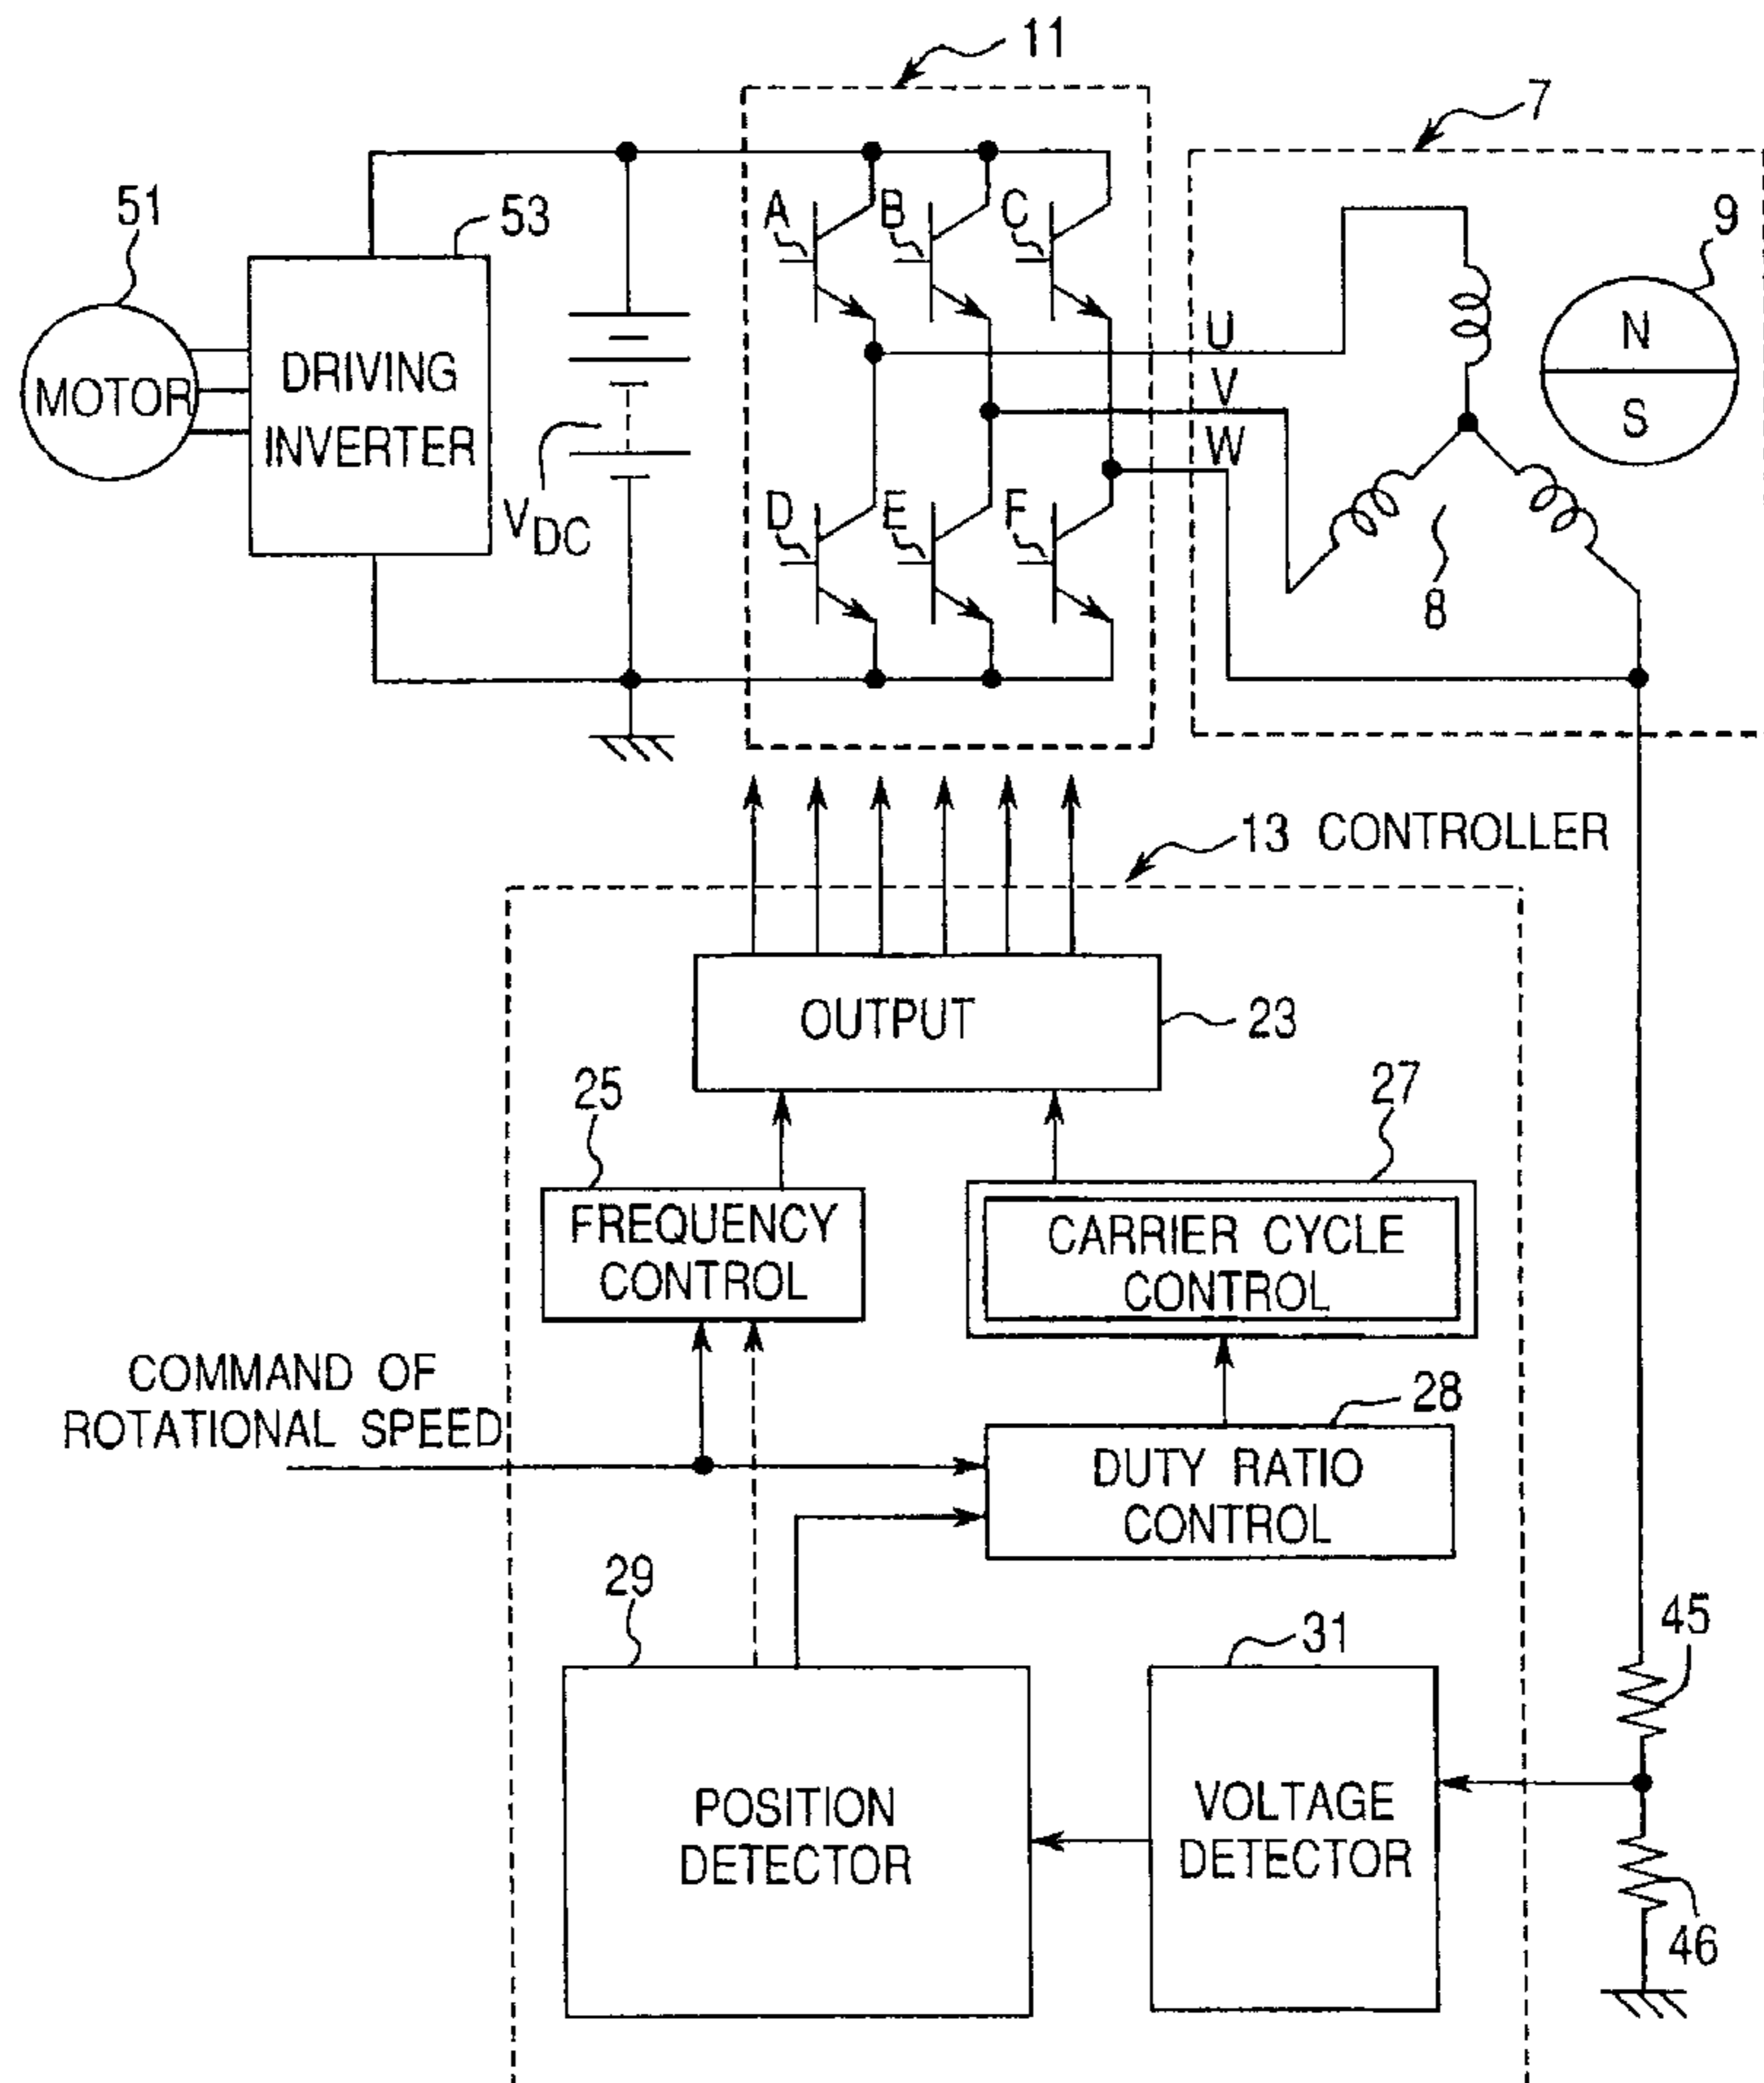 11
7
51
53
A
B
C
9
N
S
U
V
W
MOTOR
DRIVING
INVERTER
VDC
D
E
F
8
13 CONTROLLER
OUTPUT
23
25
27
FREQUENCY
CONTROL
CARRIER CYCLE
CONTROL
COMMAND OF
ROTATIONAL SPEED
28
DUTY RATIO
CONTROL
29
31
45
POSITION
DETECTOR
VOLTAGE
DETECTOR
46